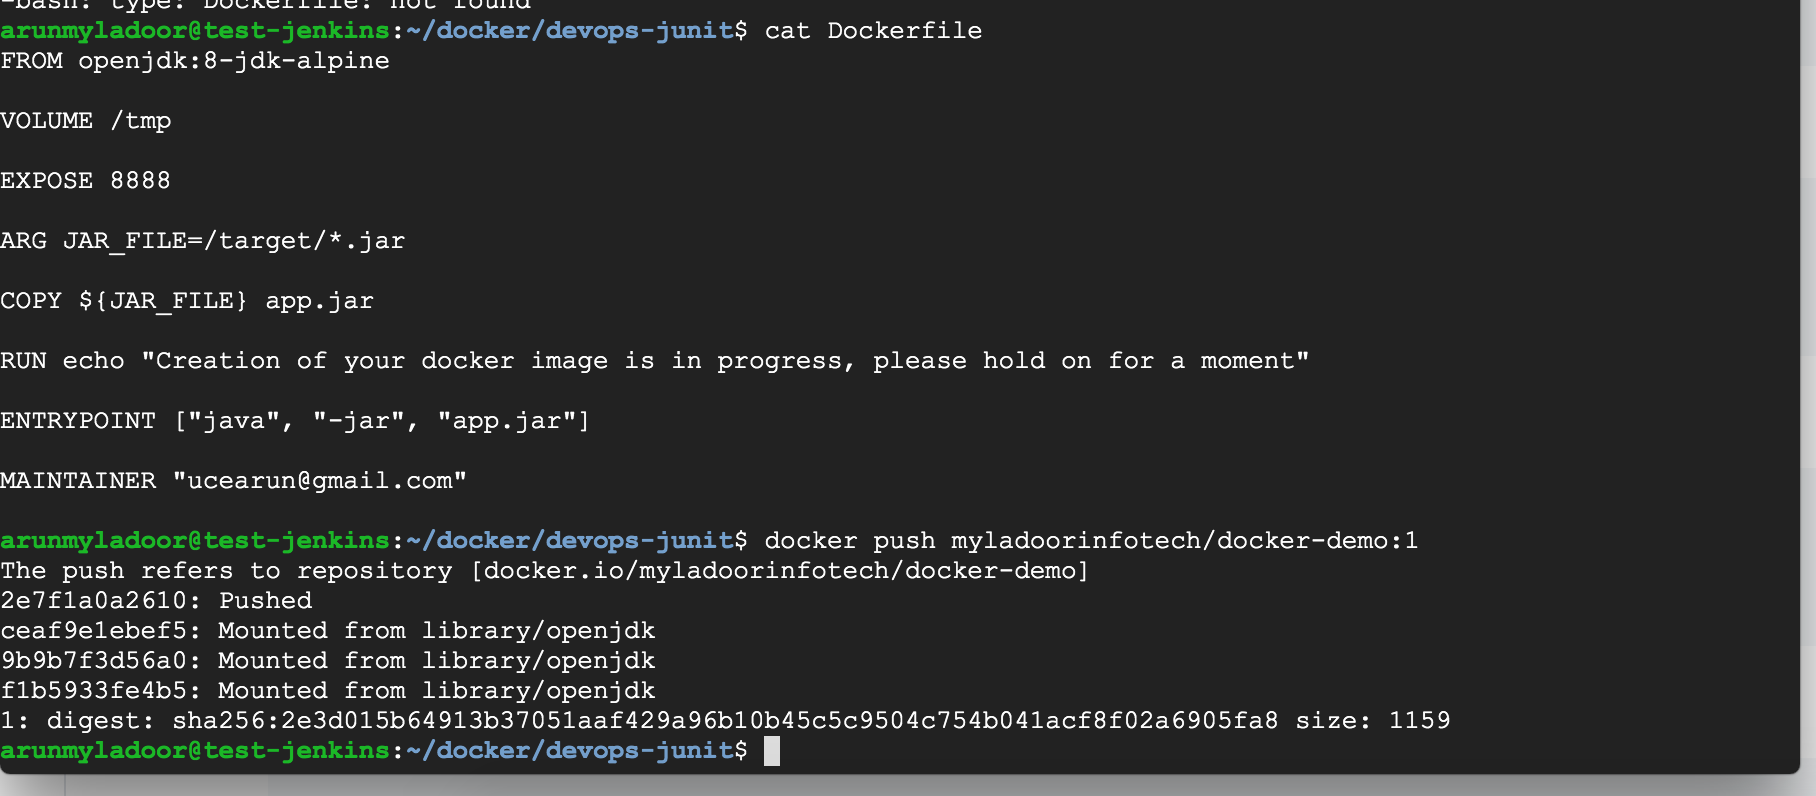 -bash: type: Dockerfile: not found
arunmyladoor@test-jenkins:~/docker/devops-junit$ cat Dockerfile
FROM openjdk:8-jdk-alpine
VOLUME /tmp
EXPOSE 8888
ARG JAR_FILE=/target/*.jar
COPY ${JAR_FILE} app.jar
RUN echo "Creation of your docker image is in progress, please hold on for a moment"
ENTRYPOINT ["java", "-jar", "app.jar"]
MAINTAINER "ucearun@gmail.com"
arunmyladoor@test-jenkins:~/docker/devops-junit$ docker push myladoorinfotech/docker-demo:1
The push refers to repository [docker.io/myladoorinfotech/docker-demo]
2e7f1a0a2610: Pushed
ceaf9e1ebef5: Mounted from library/openjdk
9b9b7f3d56a0: Mounted from library/openjdk
f1b5933fe4b5: Mounted from library/openjdk
1: digest: sha256:2e3d015b64913b37051aaf429a96b10b45c5c9504c754b041acf8f02a6905fa8 size: 1159
arunmyladoor@test-jenkins:~/docker/devops-junit$